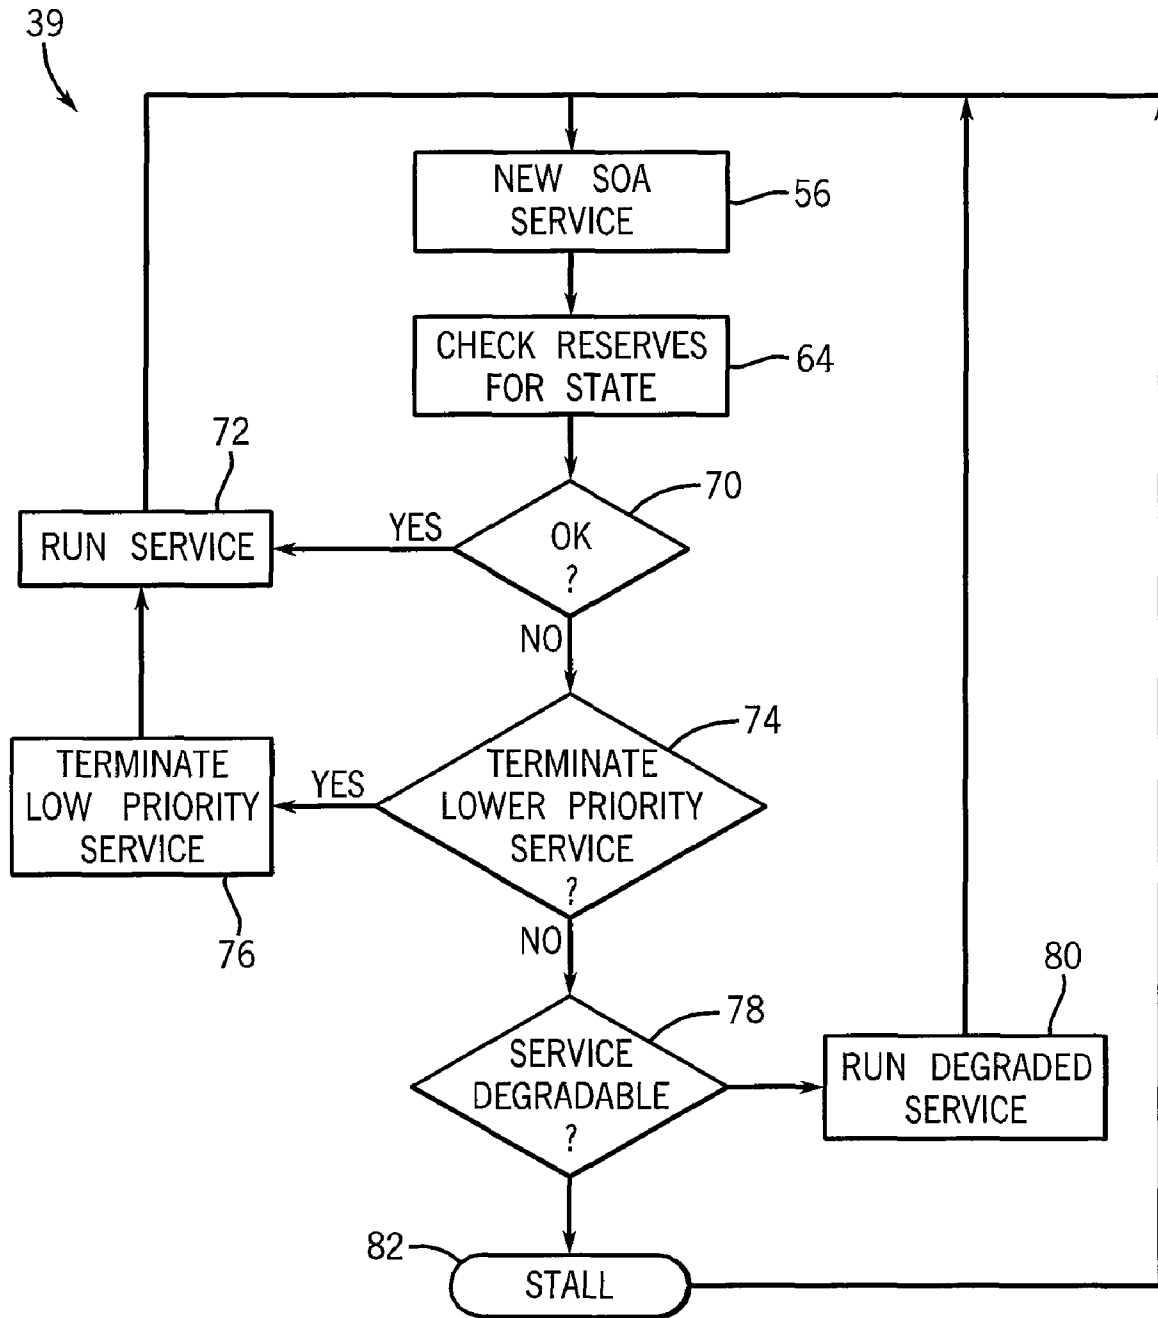 39
NEW SOA
SERVICE
56
CHECK RESERVES
FOR STATE
64
72
RUN SERVICE
YES
OK
?
70
NO
TERMINATE
LOW PRIORITY
SERVICE
76
YES
TERMINATE
LOWER PRIORITY
SERVICE
?
74
NO
SERVICE
DEGRADABLE
?
78
80
RUN DEGRADED
SERVICE
82
STALL